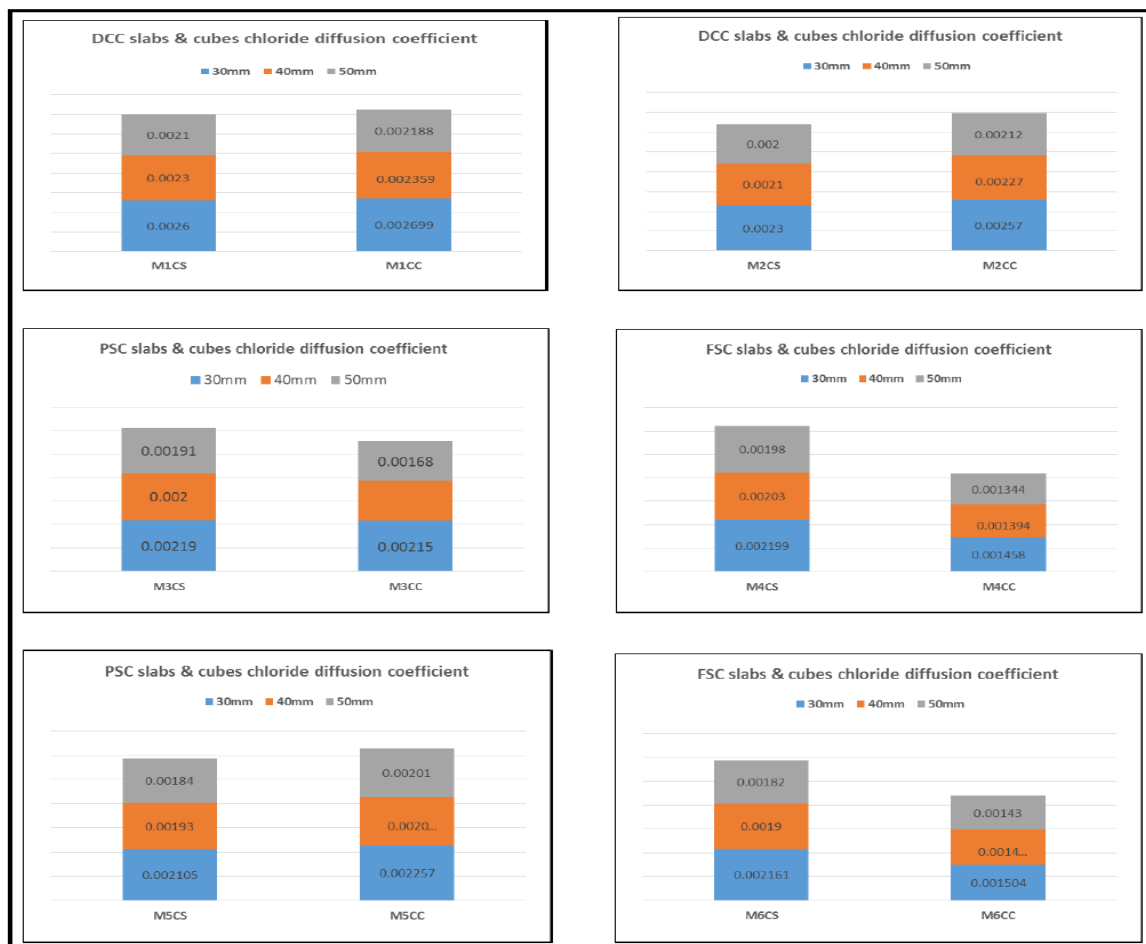 DCC slabs & cubes chloride diffusion coefficient
30mm 40mm 50mm
0.0021
0.002188
0.0023
0.002359
0.0026
0.002699
M1CS M1CC
DCC slabs & cubes chloride diffusion coefficient
30mm 40mm 50mm
0.002
0.00212
0.0021
0.00227
0.0023
0.00257
M2CS M2CC
PSC slabs & cubes chloride diffusion coefficient
30mm 40mm 50mm
0.00191
0.00168
0.002
0.00219
0.00215
M3CS M3CC
FSC slabs & cubes chloride diffusion coefficient
30mm 40mm 50mm
0.00198
0.001344
0.00203
0.001394
0.002199
0.001458
M4CS M4CC
PSC slabs & cubes chloride diffusion coefficient
30mm 40mm 50mm
0.00184
0.00201
0.00193
0.0020...
0.002105
0.002257
M5CS M5CC
FSC slabs & cubes chloride diffusion coefficient
30mm 40mm 50mm
0.00182
0.00143
0.0019
0.0014...
0.002161
0.001504
M6CS M6CC